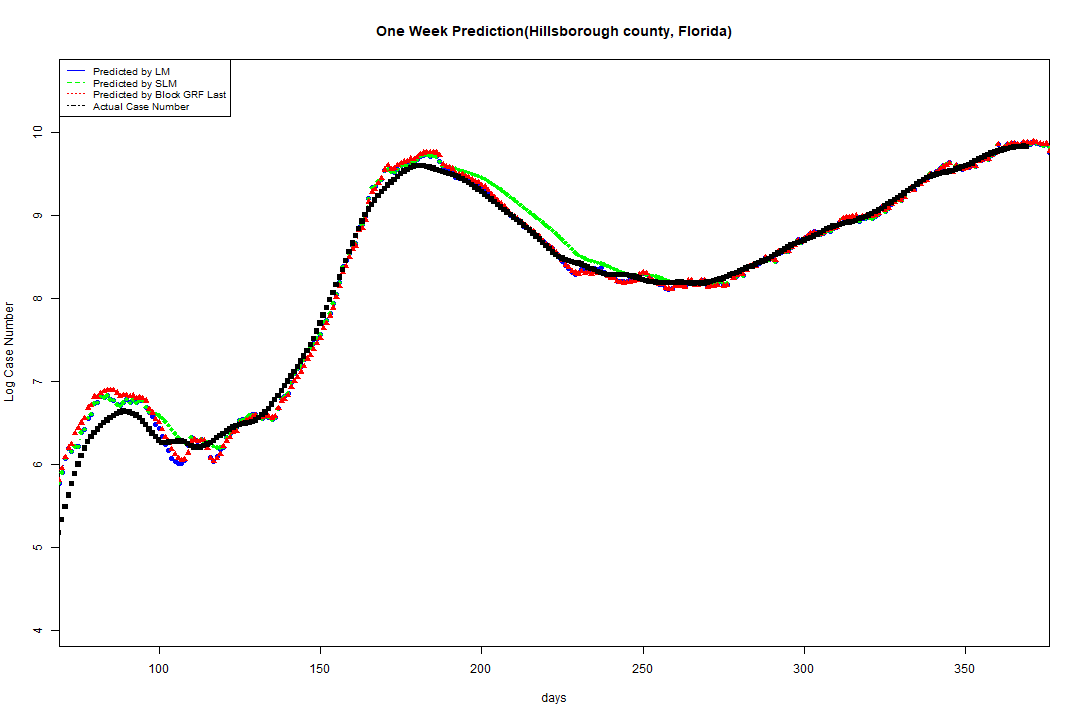 One Week Prediction(Hillsborough county, Florida)
Predicted by LM
Predicted by SLM
Predicted by Block GRF Last
Actual Case Number
Log Case Number
10
9
8
7
6
5
4
100 150 200 250 300 350
days